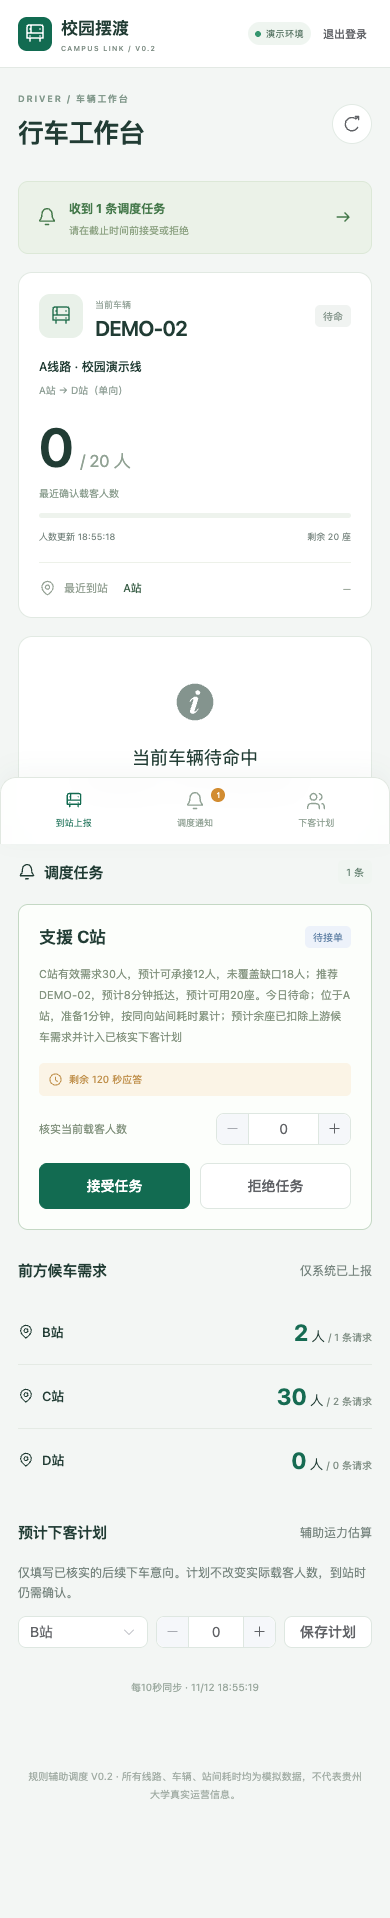 校园摆渡
CAMPUS LINK / V0.2
演示环境
退出登录
DRIVER / 车辆工作台
行车工作台
收到 1 条调度任务
请在截止时间前接受或拒绝
当前车辆
DEMO-02
待命
A线路 · 校园演示线
A站 → D站（单向）
0 / 20 人
最近确认载客人数
人数更新 18:55:18
剩余 20 座
最近到站 A站
–
当前车辆待命中
到站上报
1
调度通知
下客计划
调度任务
1 条
支援 C站
待接单
C站有效需求30人，预计可承接12人，未覆盖缺口18人；推荐
DEMO-02，预计8分钟抵达，预计可用20座。今日待命；位于A
站，准备1分钟，按同向站间耗时累计；预计余座已扣除上游候
车需求并计入已核实下客计划
剩余 120 秒应答
核实当前载客人数
0
接受任务
拒绝任务
前方候车需求
仅系统已上报
B站
2 人 / 1 条请求
C站
30 人 / 2 条请求
D站
0 人 / 0 条请求
预计下客计划
辅助运力估算
仅填写已核实的后续下车意向。计划不改变实际载客人数，到站时
仍需确认。
B站
0
保存计划
每10秒同步 · 11/12 18:55:19
规则辅助调度 V0.2 · 所有线路、车辆、站间耗时均为模拟数据，不代表贵州
大学真实运营信息。